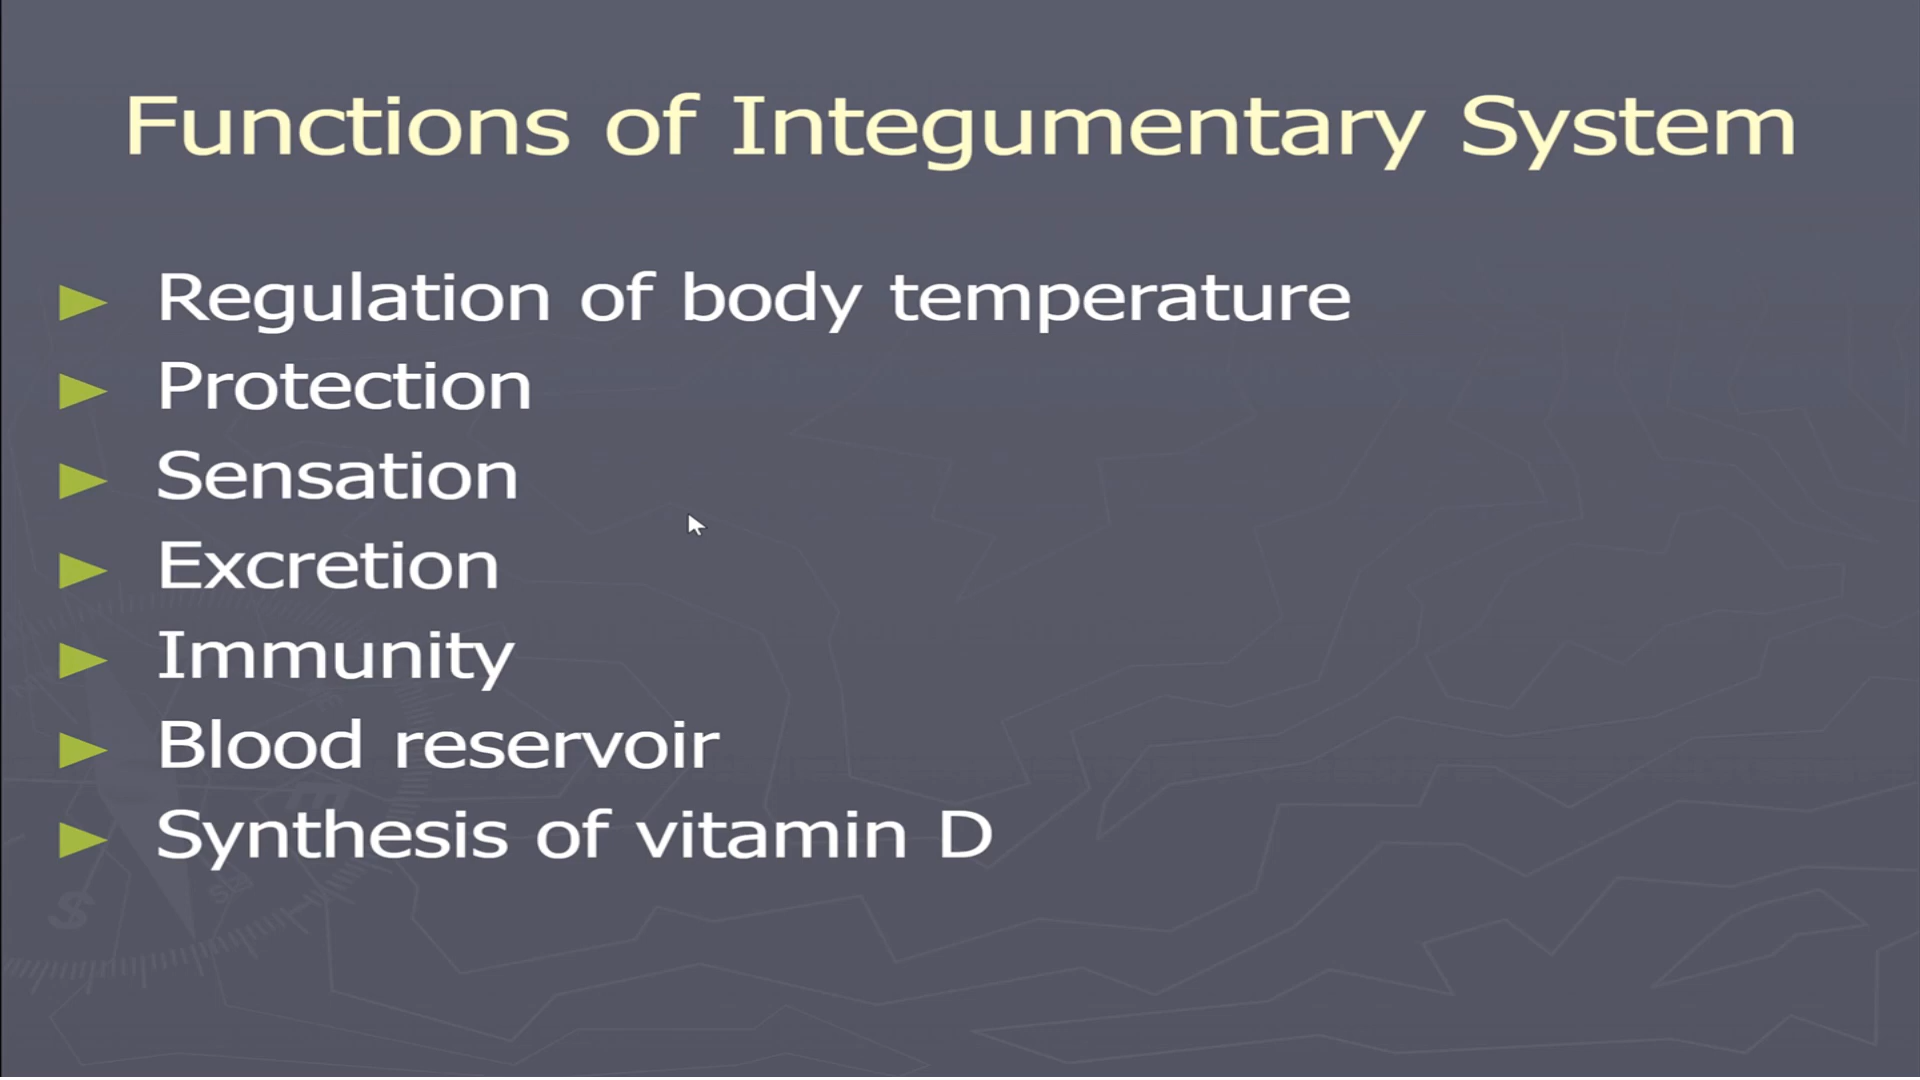 Functions of Integumentary System
► Regulation of body temperature
► Protection
► Sensation
► Excretion
► Immunity
► Blood reservoir
► Synthesis of vitamin D
S
E